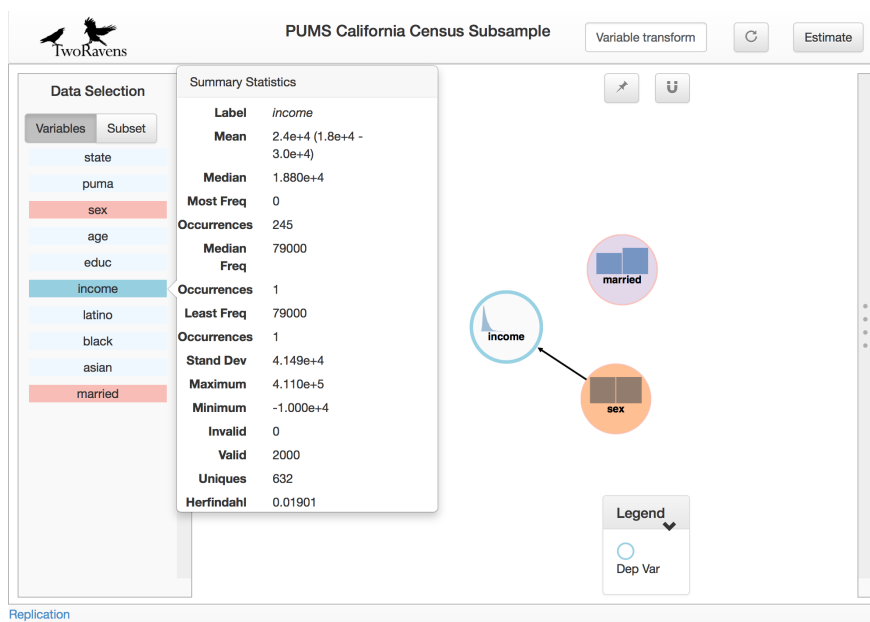 TwoRavens
PUMS California Census Subsample
Variable transform
Estimate
Data Selection
Variables Subset
state
puma
sex
age
educ
income
latino
black
asian
married
Summary Statistics
Label income
Mean 2.4e+4 (1.8e+4 -
3.0e+4)
Median 1.880e+4
Most Freq 0
Occurrences 245
Median 79000
Freq
Occurrences 1
Least Freq 79000
Occurrences 1
Stand Dev 4.149e+4
Maximum 4.110e+5
Minimum -1.000e+4
Invalid 0
Valid 2000
Uniques 632
Herfindahl 0.01901
married
income
sex
Legend
Dep Var
Replication